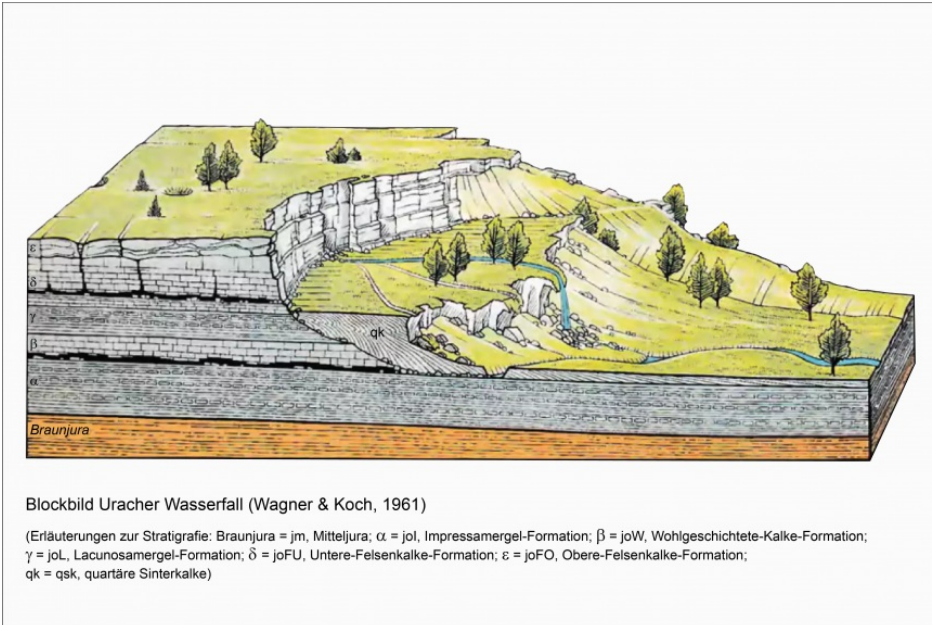 ε
δ
γ
qk
β
α
Braunjura
Blockbild Uracher Wasserfall (Wagner & Koch, 1961)
(Erläuterungen zur Stratigrafie: Braunjura = jm, Mitteljura; α = joI, Impressamergel-Formation; β = joW, Wohlgeschichtete-Kalke-Formation;
γ = joL, Lacunosamergel-Formation; δ = joFU, Untere-Felsenkalke-Formation; ε = joFO, Obere-Felsenkalke-Formation;
qk = qsk, quartäre Sinterkalke)